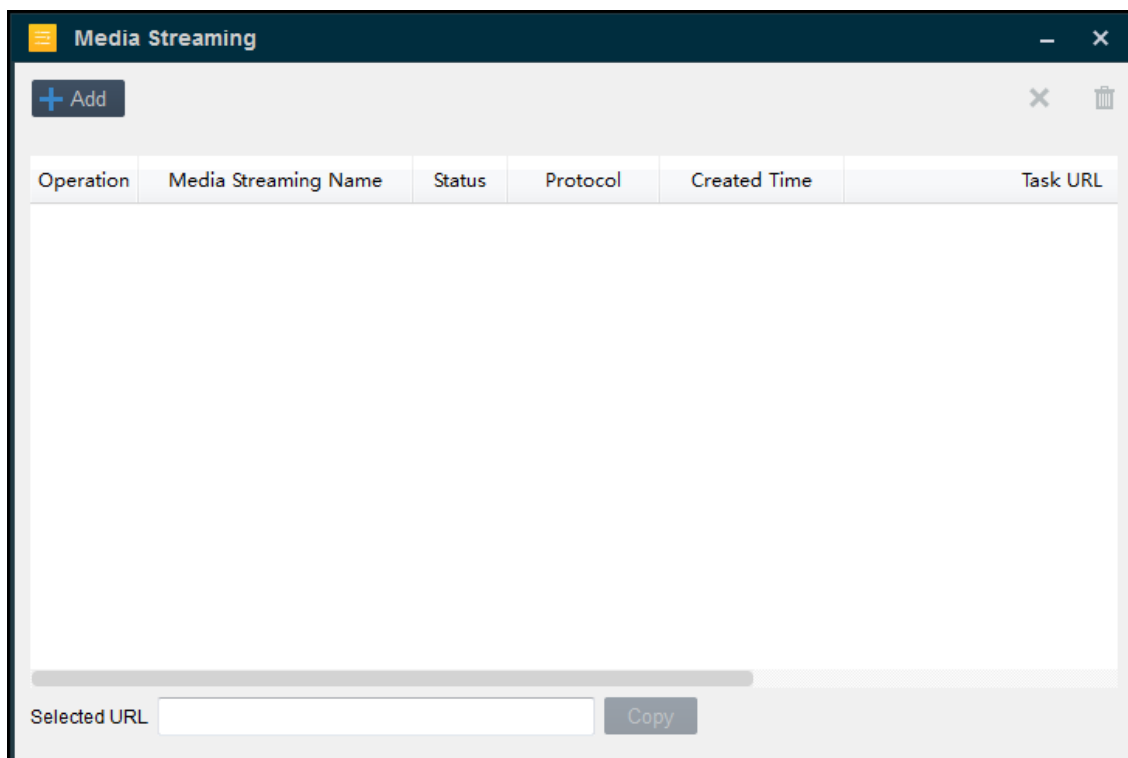 Media Streaming
Add
Operation Media Streaming Name Status Protocol Created Time Task URL
Selected URL Copy